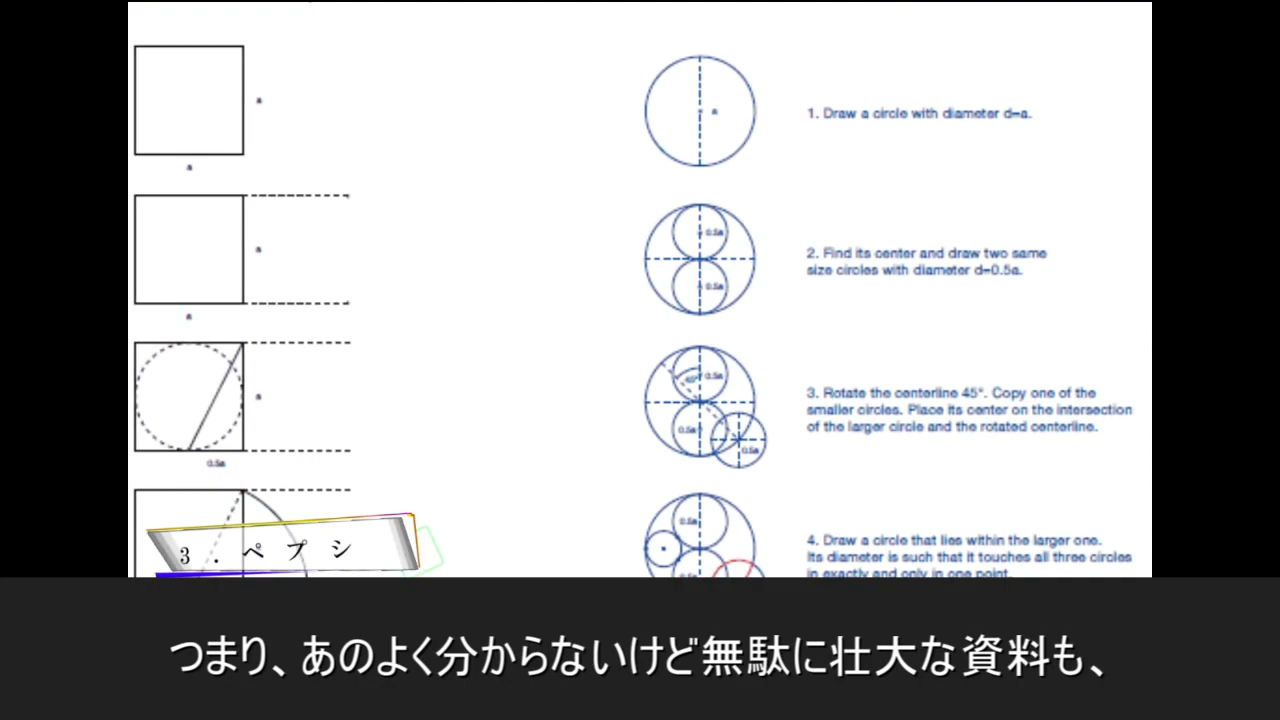 a
a
a
1. Draw a circle with diameter d=a.
a
a
0.5a
0.5a
2. Find its center and draw two same
size circles with diameter d=0.5a.
a
0.5a
45°
0.5a
0.5a
0.5a
3. Rotate the centerline 45°. Copy one of the
smaller circles. Place its center on the intersection
of the larger circle and the rotated centerline.
0.5a
0.5a
4. Draw a circle that lies within the larger one.
Its diameter is such that it touches all three circles
in exactly and only in one point.
3．ペプシ
つまり、あのよく分からないけど無駄に壮大な資料も、